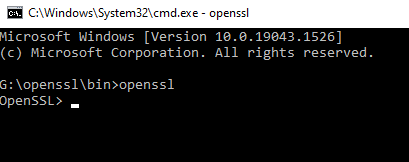 C:\Windows\System32\cmd.exe - openssl
Microsoft Windows [Version 10.0.19043.1526]
(c) Microsoft Corporation. All rights reserved.
G:\openssl\bin>openssl
OpenSSL> _